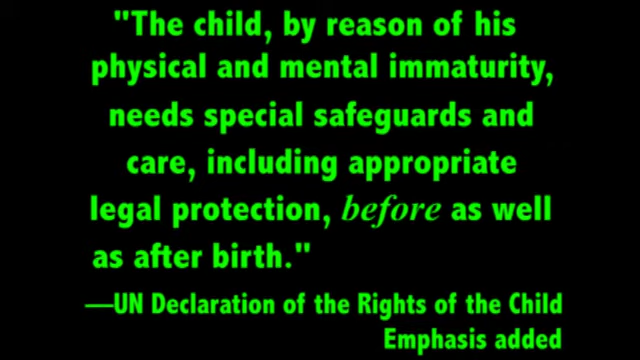 "The child, by reason of his
physical and mental immaturity,
needs special safeguards and
care, including appropriate
legal protection, before as well
as after birth."
—UN Declaration of the Rights of the Child
Emphasis added